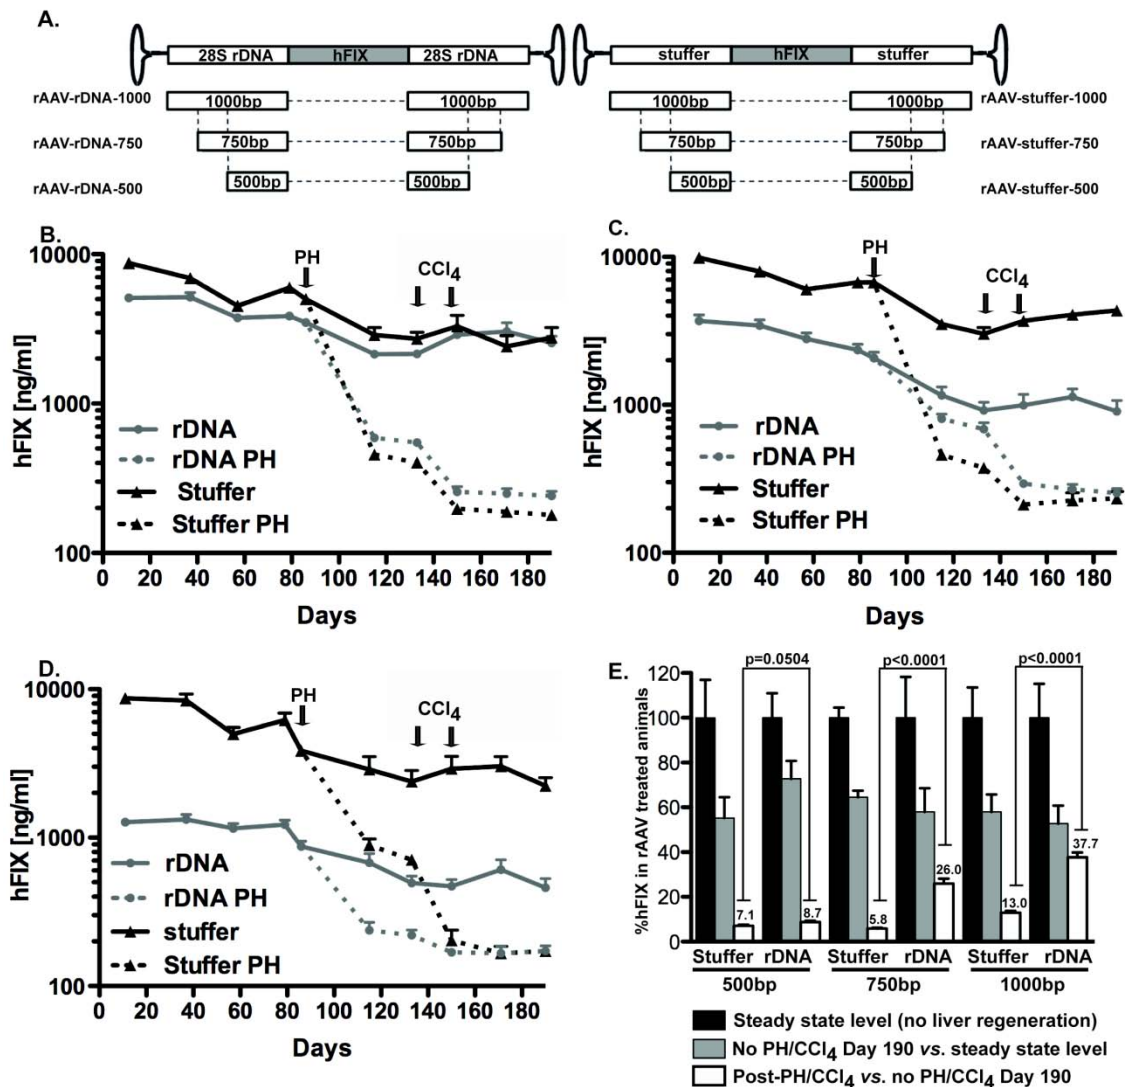 A.
28S rDNA hFIX 28S rDNA stuffer hFIX stuffer
rAAV-rDNA-1000 1000bp 1000bp 1000bp 1000bp rAAV-stuffer-1000
rAAV-rDNA-750 750bp 750bp 750bp 750bp rAAV-stuffer-750
rAAV-rDNA-500 500bp 500bp 500bp 500bp rAAV-stuffer-500
B.
10000
1000
100
hFIX [ng/ml]
PH
CCl4
rDNA
rDNA PH
Stuffer
Stuffer PH
0 20 40 60 80 100 120 140 160 180
Days
C.
10000
1000
100
hFIX [ng/ml]
PH
CCl4
rDNA
rDNA PH
Stuffer
Stuffer PH
0 20 40 60 80 100 120 140 160 180
Days
D.
10000
1000
100
hFIX [ng/ml]
PH
CCl4
rDNA
rDNA PH
stuffer
Stuffer PH
0 20 40 60 80 100 120 140 160 180
Days
E.
%hFIX in rAAV treated animals
120
100
80
60
40
20
0
p=0.0504 p<0.0001 p<0.0001
7.1 8.7 5.8 26.0 13.0 37.7
Stuffer rDNA Stuffer rDNA Stuffer rDNA
500bp 750bp 1000bp
Steady state level (no liver regeneration)
No PH/CCl4 Day 190 vs. steady state level
Post-PH/CCl4 vs. no PH/CCl4 Day 190